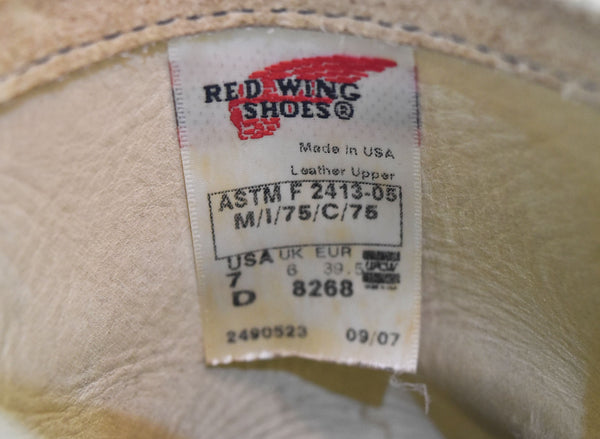 RED WING
SHOES®
Made in USA
Leather Upper
ASTM F 2413-05
M/I/75/C/75
USA UK EUR
7 6 39.5 UFCW
D 8268
2490523 09/07